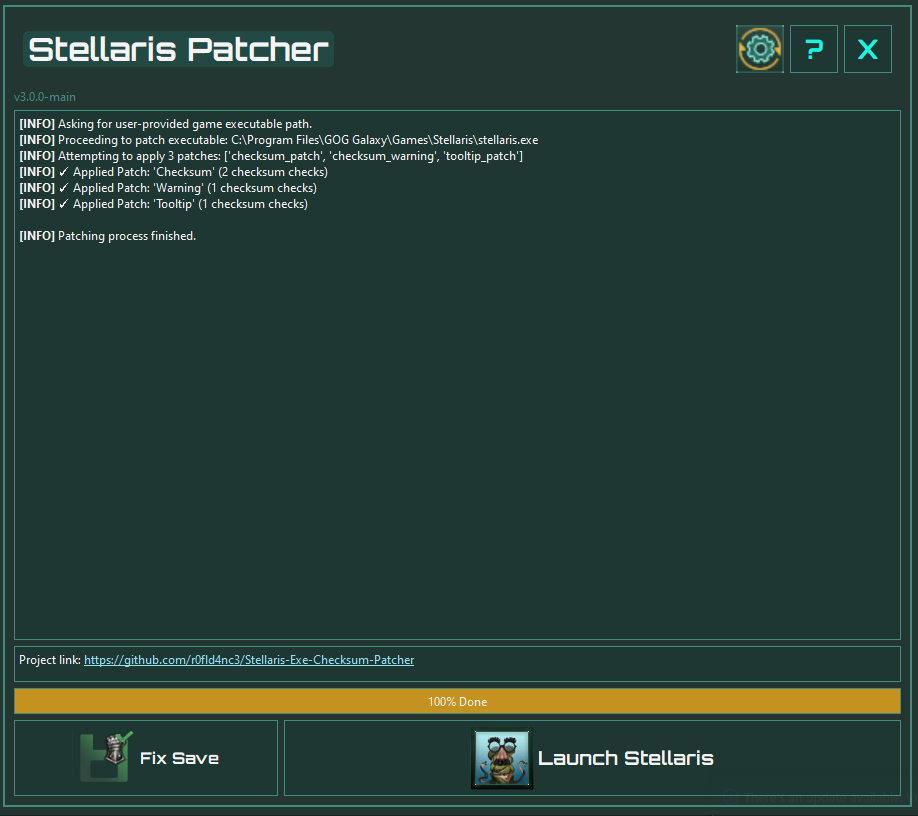 Stellaris Patcher
? X
v3.0.0-main
[INFO] Asking for user-provided game executable path.
[INFO] Proceeding to patch executable: C:\Program Files\GOG Galaxy\Games\Stellaris\stellaris.exe
[INFO] Attempting to apply 3 patches: ['checksum_patch', 'checksum_warning', 'tooltip_patch']
[INFO] ✓ Applied Patch: 'Checksum' (2 checksum checks)
[INFO] ✓ Applied Patch: 'Warning' (1 checksum checks)
[INFO] ✓ Applied Patch: 'Tooltip' (1 checksum checks)
[INFO] Patching process finished.
Project link: https://github.com/r0fld4nc3/Stellaris-Exe-Checksum-Patcher
100% Done
Fix Save
Launch Stellaris